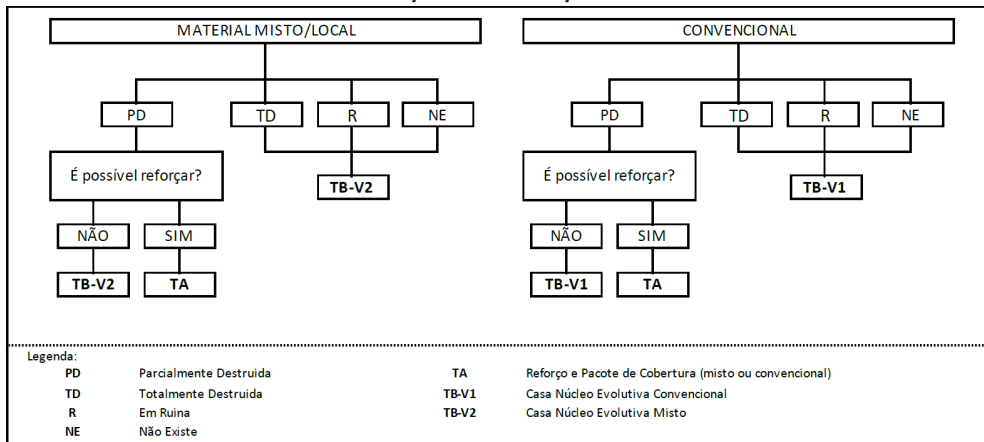 MATERIAL MISTO/LOCAL
PD TD R NE
É possível reforçar?
TB-V2
NÃO SIM
TB-V2 TA
CONVENCIONAL
PD TD R NE
É possível reforçar?
TB-V1
NÃO SIM
TB-V1 TA
Legenda:
PD Parcialmente Destruida TA Reforço e Pacote de Cobertura (misto ou convencional)
TD Totalmente Destruida TB-V1 Casa Núcleo Evolutiva Convencional
R Em Ruina TB-V2 Casa Núcleo Evolutiva Misto
NE Não Existe